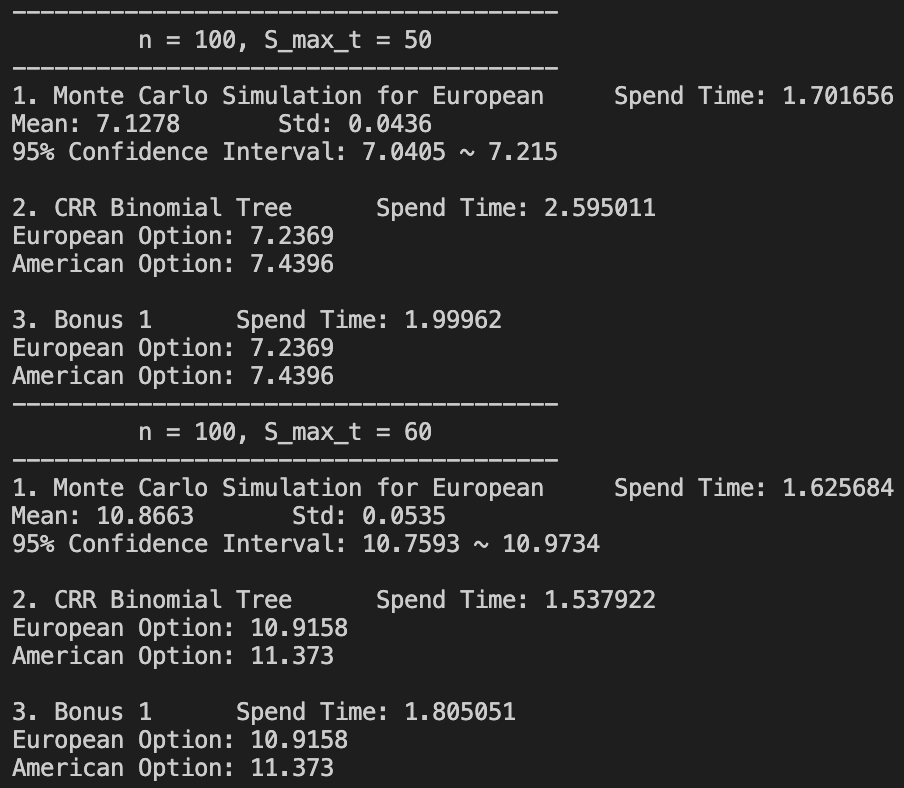 ---------------------------------------
n = 100, S_max_t = 50
---------------------------------------
1. Monte Carlo Simulation for European     Spend Time: 1.701656
Mean: 7.1278       Std: 0.0436
95% Confidence Interval: 7.0405 ~ 7.215
2. CRR Binomial Tree      Spend Time: 2.595011
European Option: 7.2369
American Option: 7.4396
3. Bonus 1      Spend Time: 1.99962
European Option: 7.2369
American Option: 7.4396
---------------------------------------
n = 100, S_max_t = 60
---------------------------------------
1. Monte Carlo Simulation for European     Spend Time: 1.625684
Mean: 10.8663       Std: 0.0535
95% Confidence Interval: 10.7593 ~ 10.9734
2. CRR Binomial Tree      Spend Time: 1.537922
European Option: 10.9158
American Option: 11.373
3. Bonus 1      Spend Time: 1.805051
European Option: 10.9158
American Option: 11.373